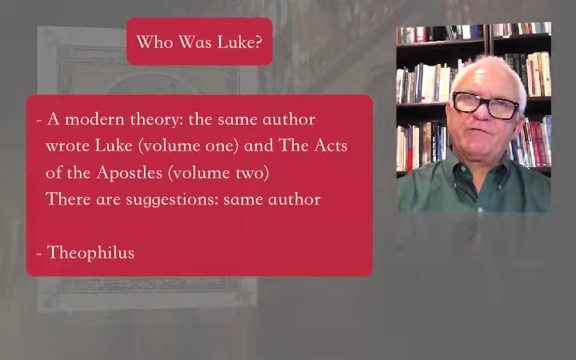 Who Was Luke?
- A modern theory: the same author
wrote Luke (volume one) and The Acts
of the Apostles (volume two)
There are suggestions: same author
- Theophilus